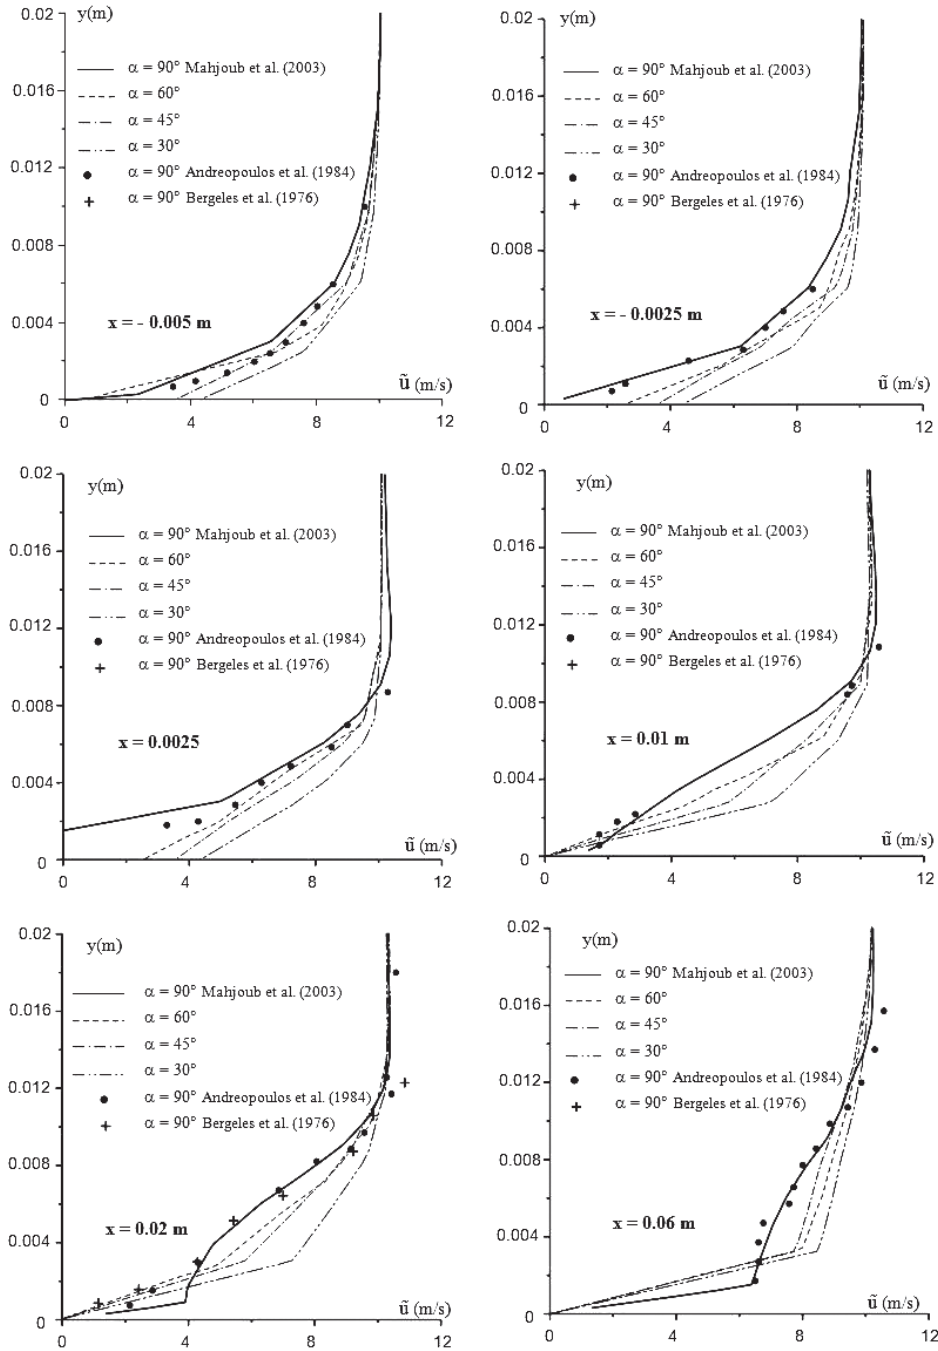 0.02
y(m)
α = 90° Mahjoub et al. (2003)
0.016
α = 60°
α = 45°
α = 30°
0.012
α = 90° Andreopoulos et al. (1984)
α = 90° Bergeles et al. (1976)
0.008
0.004
x = - 0.005 m
ũ (m/s)
0
0 4 8 12
0.02
y(m)
α = 90° Mahjoub et al. (2003)
0.016
α = 60°
α = 45°
α = 30°
0.012
α = 90° Andreopoulos et al. (1984)
α = 90° Bergeles et al. (1976)
0.008
0.004
x = - 0.0025 m
ũ (m/s)
0
0 4 8 12
0.02
y(m)
α = 90° Mahjoub et al. (2003)
0.016
α = 60°
α = 45°
α = 30°
0.012
α = 90° Andreopoulos et al. (1984)
α = 90° Bergeles et al. (1976)
0.008
x = 0.0025
0.004
ũ (m/s)
0
0 4 8 12
0.02
y(m)
α = 90° Mahjoub et al. (2003)
0.016
α = 60°
α = 45°
α = 30°
0.012
α = 90° Andreopoulos et al. (1984)
α = 90° Bergeles et al. (1976)
0.008
x = 0.01 m
0.004
ũ (m/s)
0
0 4 8 12
0.02
y(m)
α = 90° Mahjoub et al. (2003)
0.016
α = 60°
α = 45°
α = 30°
0.012
α = 90° Andreopoulos et al. (1984)
α = 90° Bergeles et al. (1976)
0.008
x = 0.02 m
0.004
ũ (m/s)
0
0 4 8 12
0.02
y(m)
α = 90° Mahjoub et al. (2003)
0.016
α = 60°
α = 45°
α = 30°
0.012
α = 90° Andreopoulos et al. (1984)
α = 90° Bergeles et al. (1976)
0.008
x = 0.06 m
0.004
ũ (m/s)
0
0 4 8 12